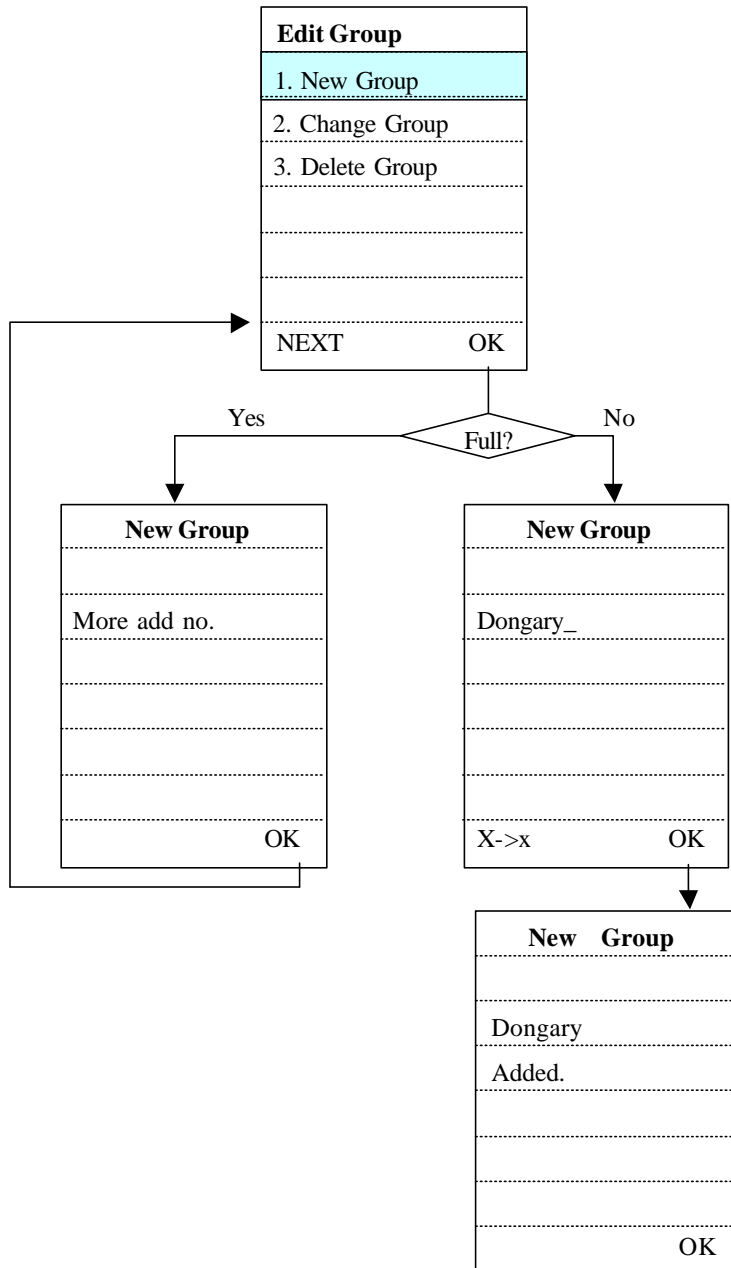 Edit Group
1. New Group
2. Change Group
3. Delete Group
NEXT OK
Yes
Full?
No
New Group
More add no.
OK
New Group
Dongary_
X->x OK
New Group
Dongary
Added.
OK